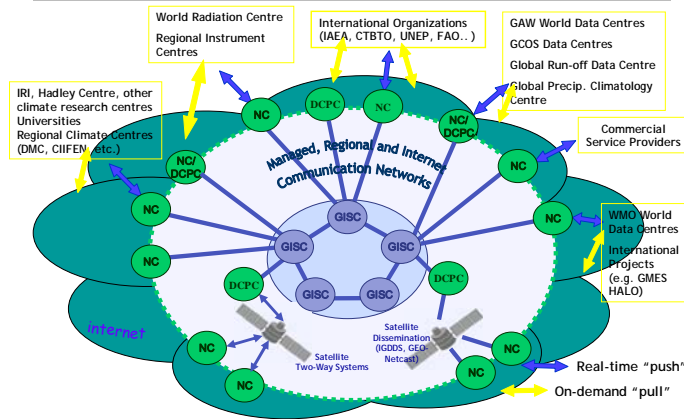 World Radiation Centre
Regional Instrument
Centres
International Organizations
(IAEA, CTBTO, UNEP, FAO.. )
GAW World Data Centres
GCOS Data Centres
Global Run-off Data Centre
Global Precip. Climatology
Centre
IRI, Hadley Centre, other
climate research centres
Universities
Regional Climate Centres
(DMC, CIIFEN, etc.)
Commercial
Service Providers
WMO World
Data Centres
International
Projects
(e.g. GMES
HALO)
NC
DCPC
NC
NC/
DCPC
NC/
DCPC
NC
NC
NC
NC
Managed, Regional and Internet
Communication Networks
GISC
GISC
GISC
GISC
GISC
DCPC
DCPC
internet
Satellite
Two-Way Systems
Satellite
Dissemination
(IGDDS, GEO-
Netcast)
NC
NC
NC
NC
Real-time “push”
On-demand “pull”